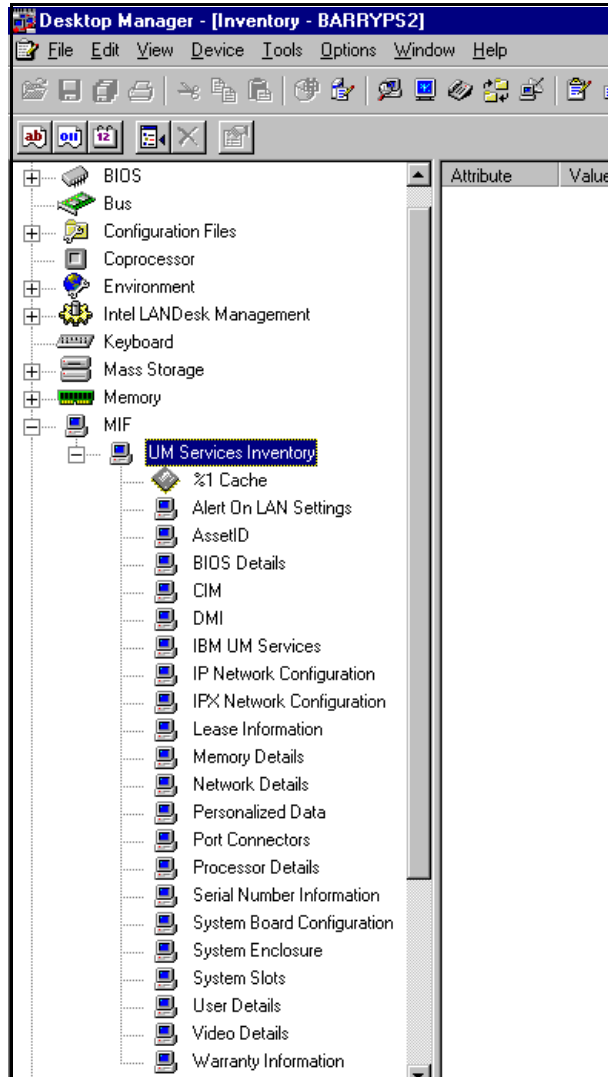 Desktop Manager - [Inventory - BARRYPS2]
File Edit View Device Tools Options Window Help
ab 011 12
Attribute Value
BIOS
Bus
Configuration Files
Coprocessor
Environment
Intel LANDesk Management
Keyboard
Mass Storage
Memory
MIF
UM Services Inventory
%1 Cache
Alert On LAN Settings
AssetID
BIOS Details
CIM
DMI
IBM UM Services
IP Network Configuration
IPX Network Configuration
Lease Information
Memory Details
Network Details
Personalized Data
Port Connectors
Processor Details
Serial Number Information
System Board Configuration
System Enclosure
System Slots
User Details
Video Details
Warranty Information